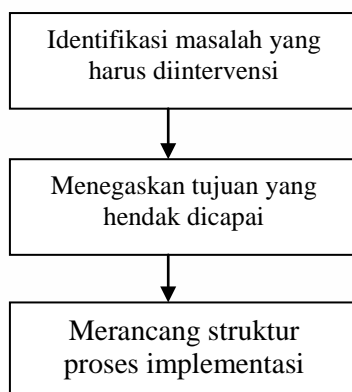 Identifikasi masalah yang
harus diintervensi
Menegaskan tujuan yang
hendak dicapai
Merancang struktur
proses implementasi